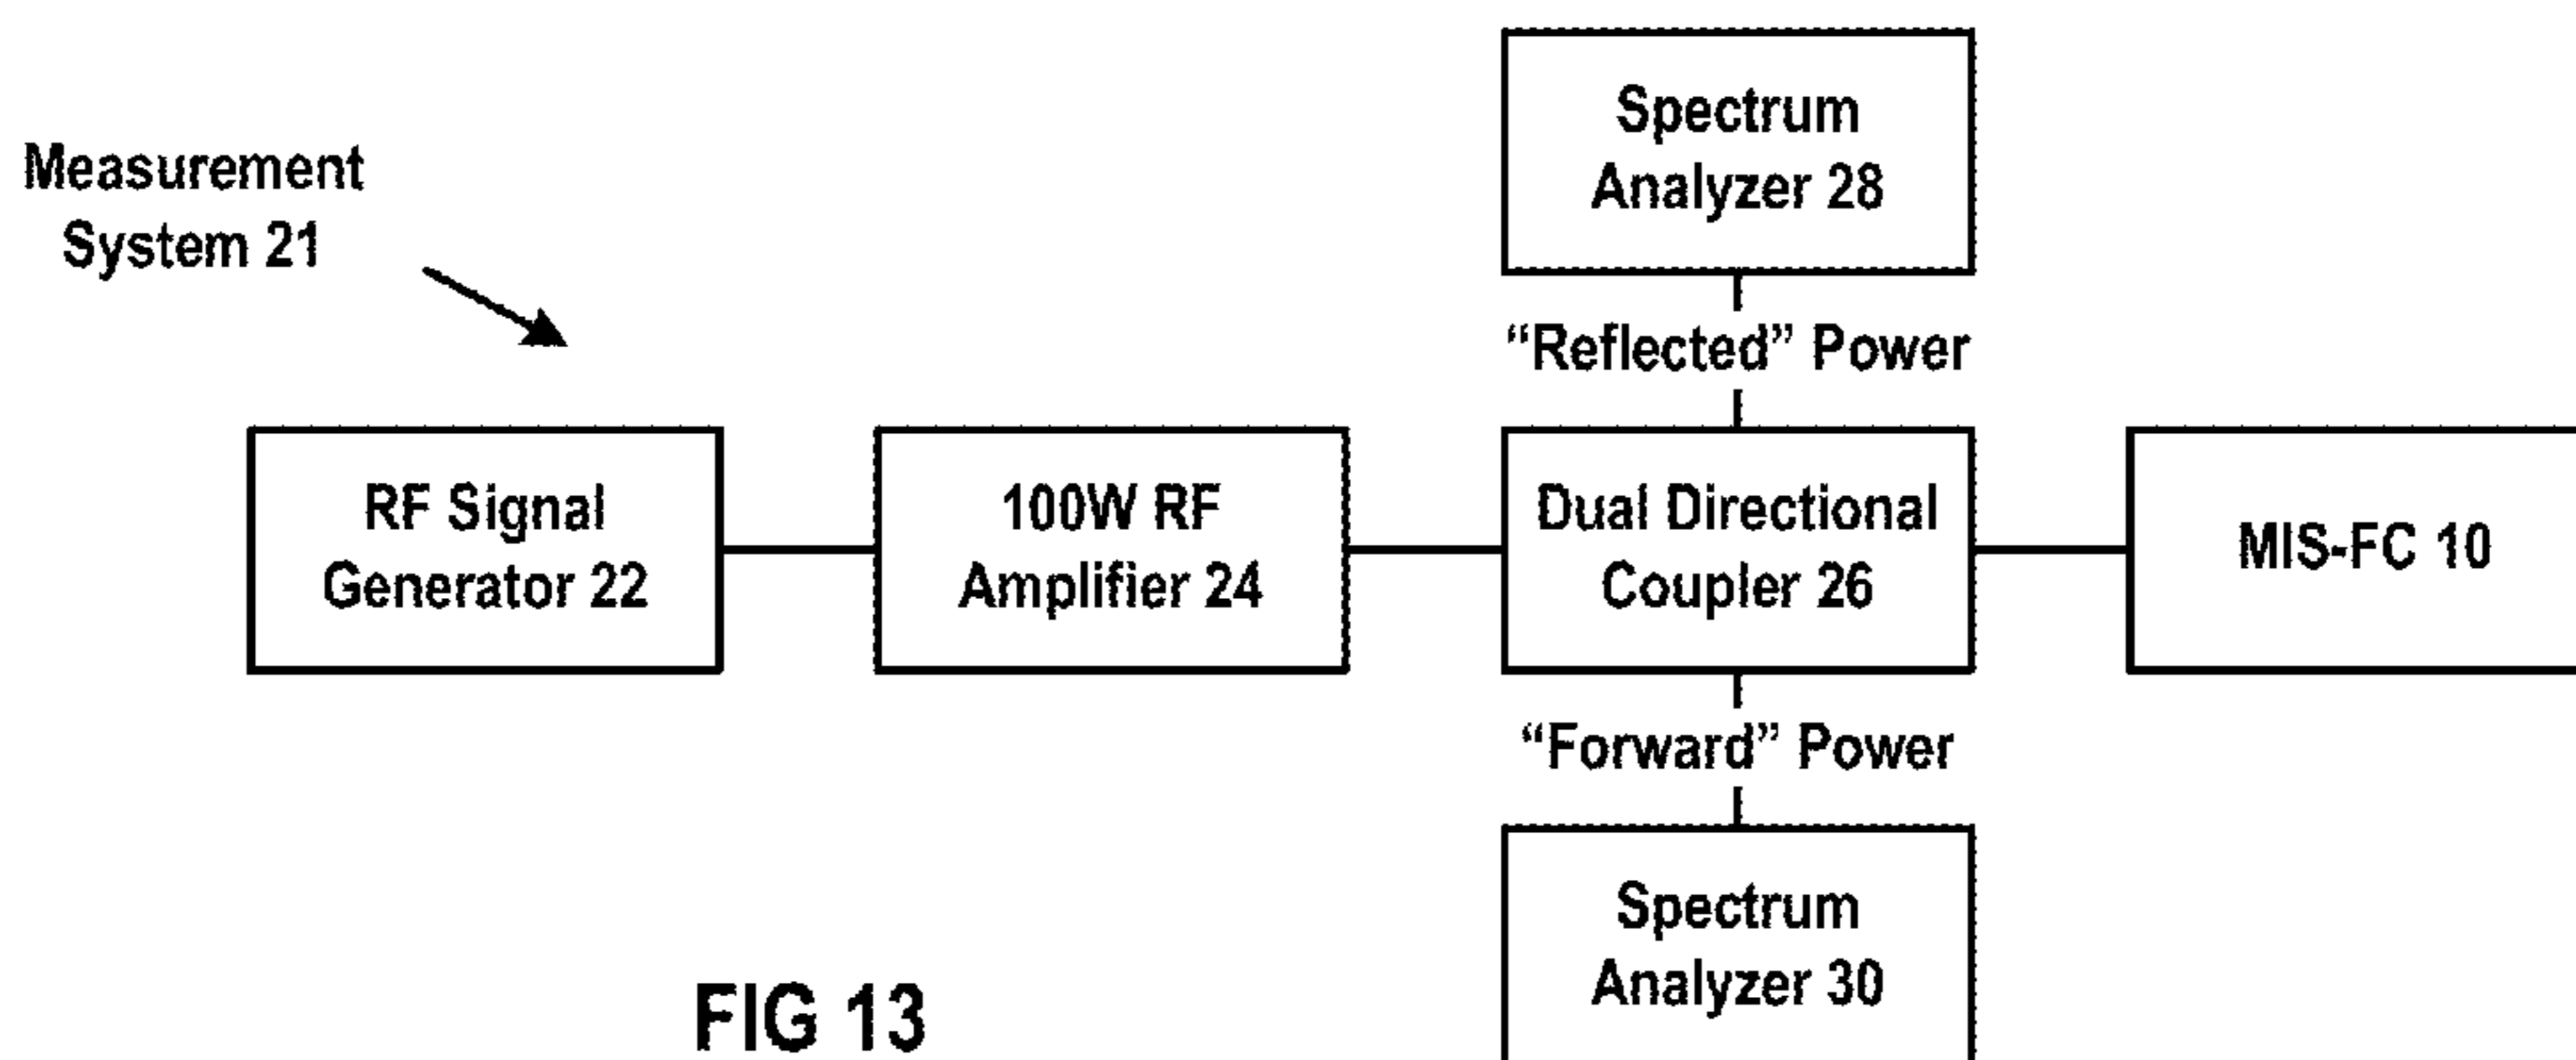 Spectrum
Analyzer 28
Measurement
System 21
“Reflected” Power
RF Signal
Generator 22
100W RF
Amplifier 24
Dual Directional
Coupler 26
MIS-FC 10
“Forward” Power
Spectrum
Analyzer 30
FIG 13